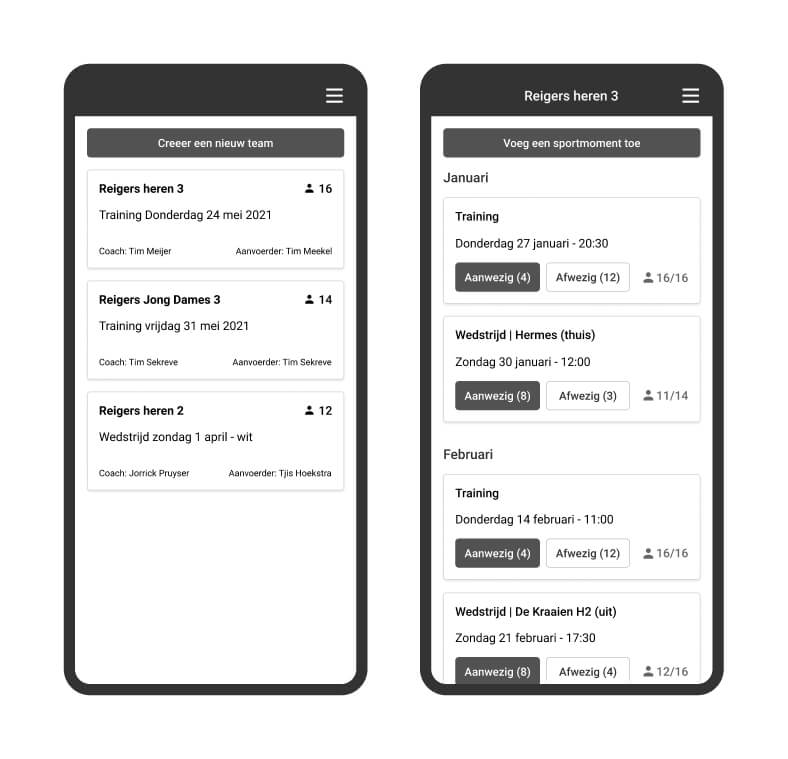 Creeer een nieuw team
Reigers heren 3 16
Training Donderdag 24 mei 2021
Coach: Tim Meijer Aanvoerder: Tim Meekel
Reigers Jong Dames 3 14
Training vrijdag 31 mei 2021
Coach: Tim Sekreve Aanvoerder: Tim Sekreve
Reigers heren 2 12
Wedstrijd zondag 1 april - wit
Coach: Jorrick Pruyser Aanvoerder: Tjis Hoekstra
Reigers heren 3
Voeg een sportmoment toe
Januari
Training
Donderdag 27 januari - 20:30
Aanwezig (4) Afwezig (12) 16/16
Wedstrijd | Hermes (thuis)
Zondag 30 januari - 12:00
Aanwezig (8) Afwezig (3) 11/14
Februari
Training
Donderdag 14 februari - 11:00
Aanwezig (4) Afwezig (12) 16/16
Wedstrijd | De Kraaien H2 (uit)
Zondag 21 februari - 17:30
Aanwezig (8) Afwezig (4) 12/16